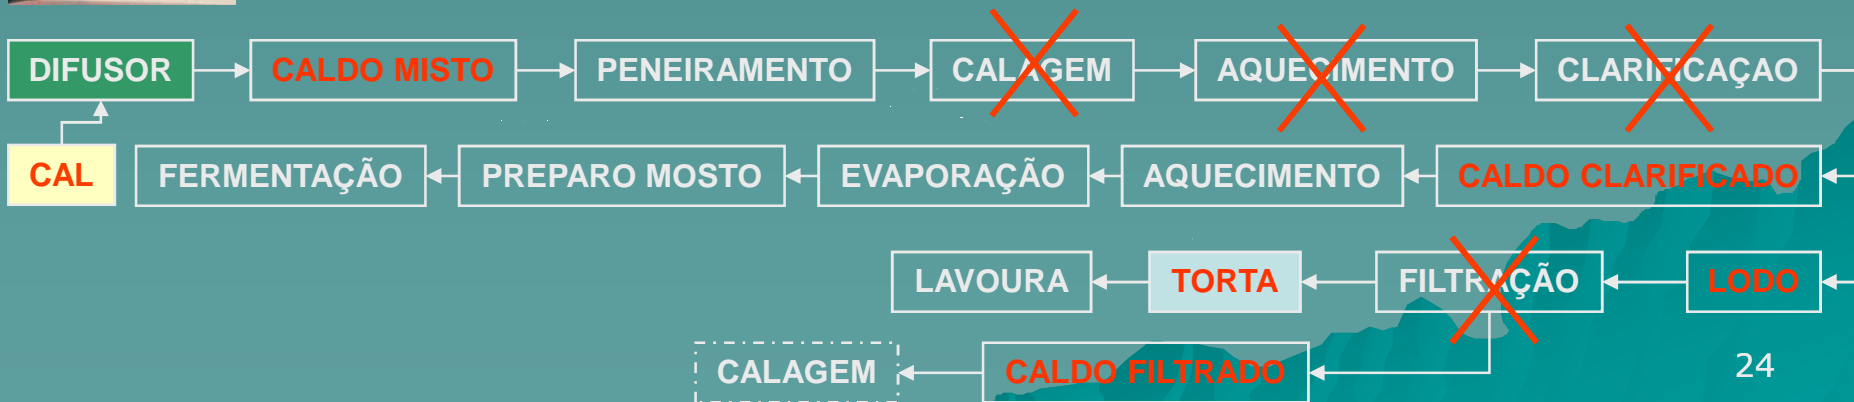 DIFUSOR CALDO MISTO PENEIRAMENTO CALAGEM AQUECIMENTO CLARIFICAÇAO
CAL FERMENTAÇÃO PREPARO MOSTO EVAPORAÇÃO AQUECIMENTO CALDO CLARIFICADO
LAVOURA TORTA FILTRAÇÃO LODO
CALAGEM CALDO FILTRADO 24